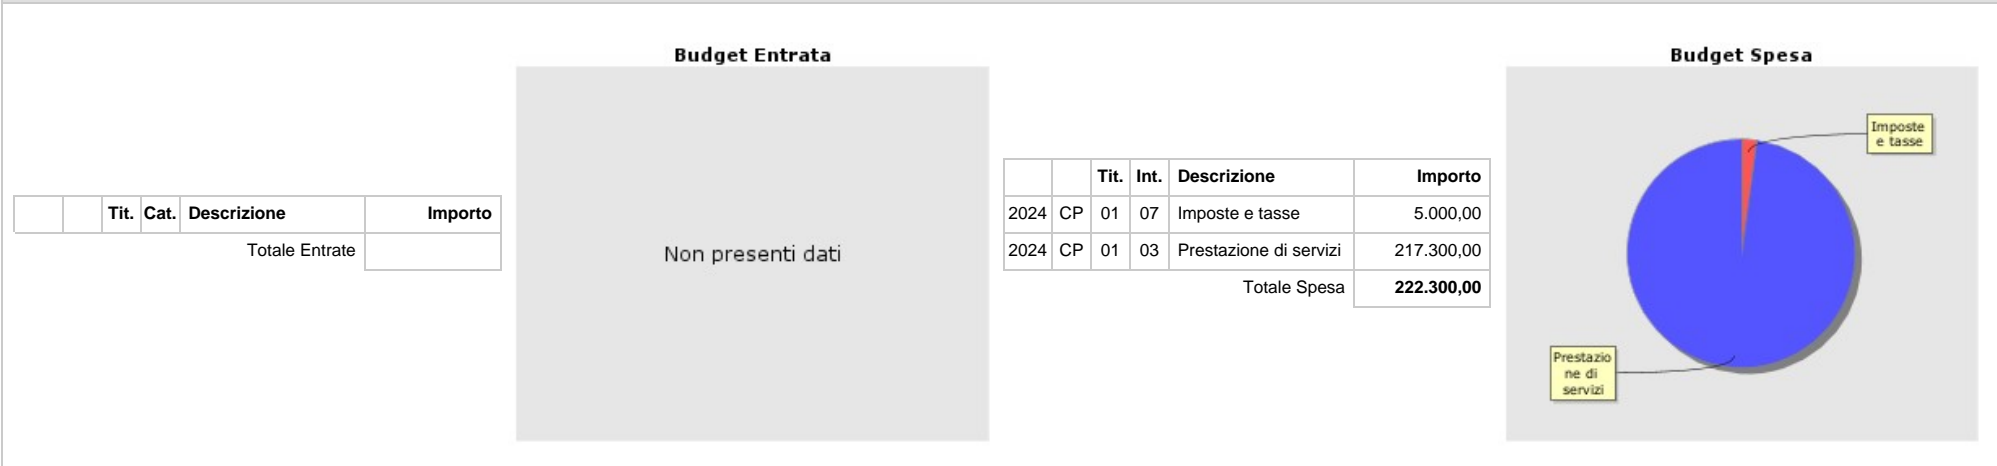 Budget Entrata
Budget Spesa
Tit. Cat. Descrizione Importo
Totale Entrate
Non presenti dati
Tit. Int. Descrizione Importo
2024 CP 01 07 Imposte e tasse 5.000,00
2024 CP 01 03 Prestazione di servizi 217.300,00
Totale Spesa 222.300,00
Imposte
e tasse
Prestazio
ne di
servizi